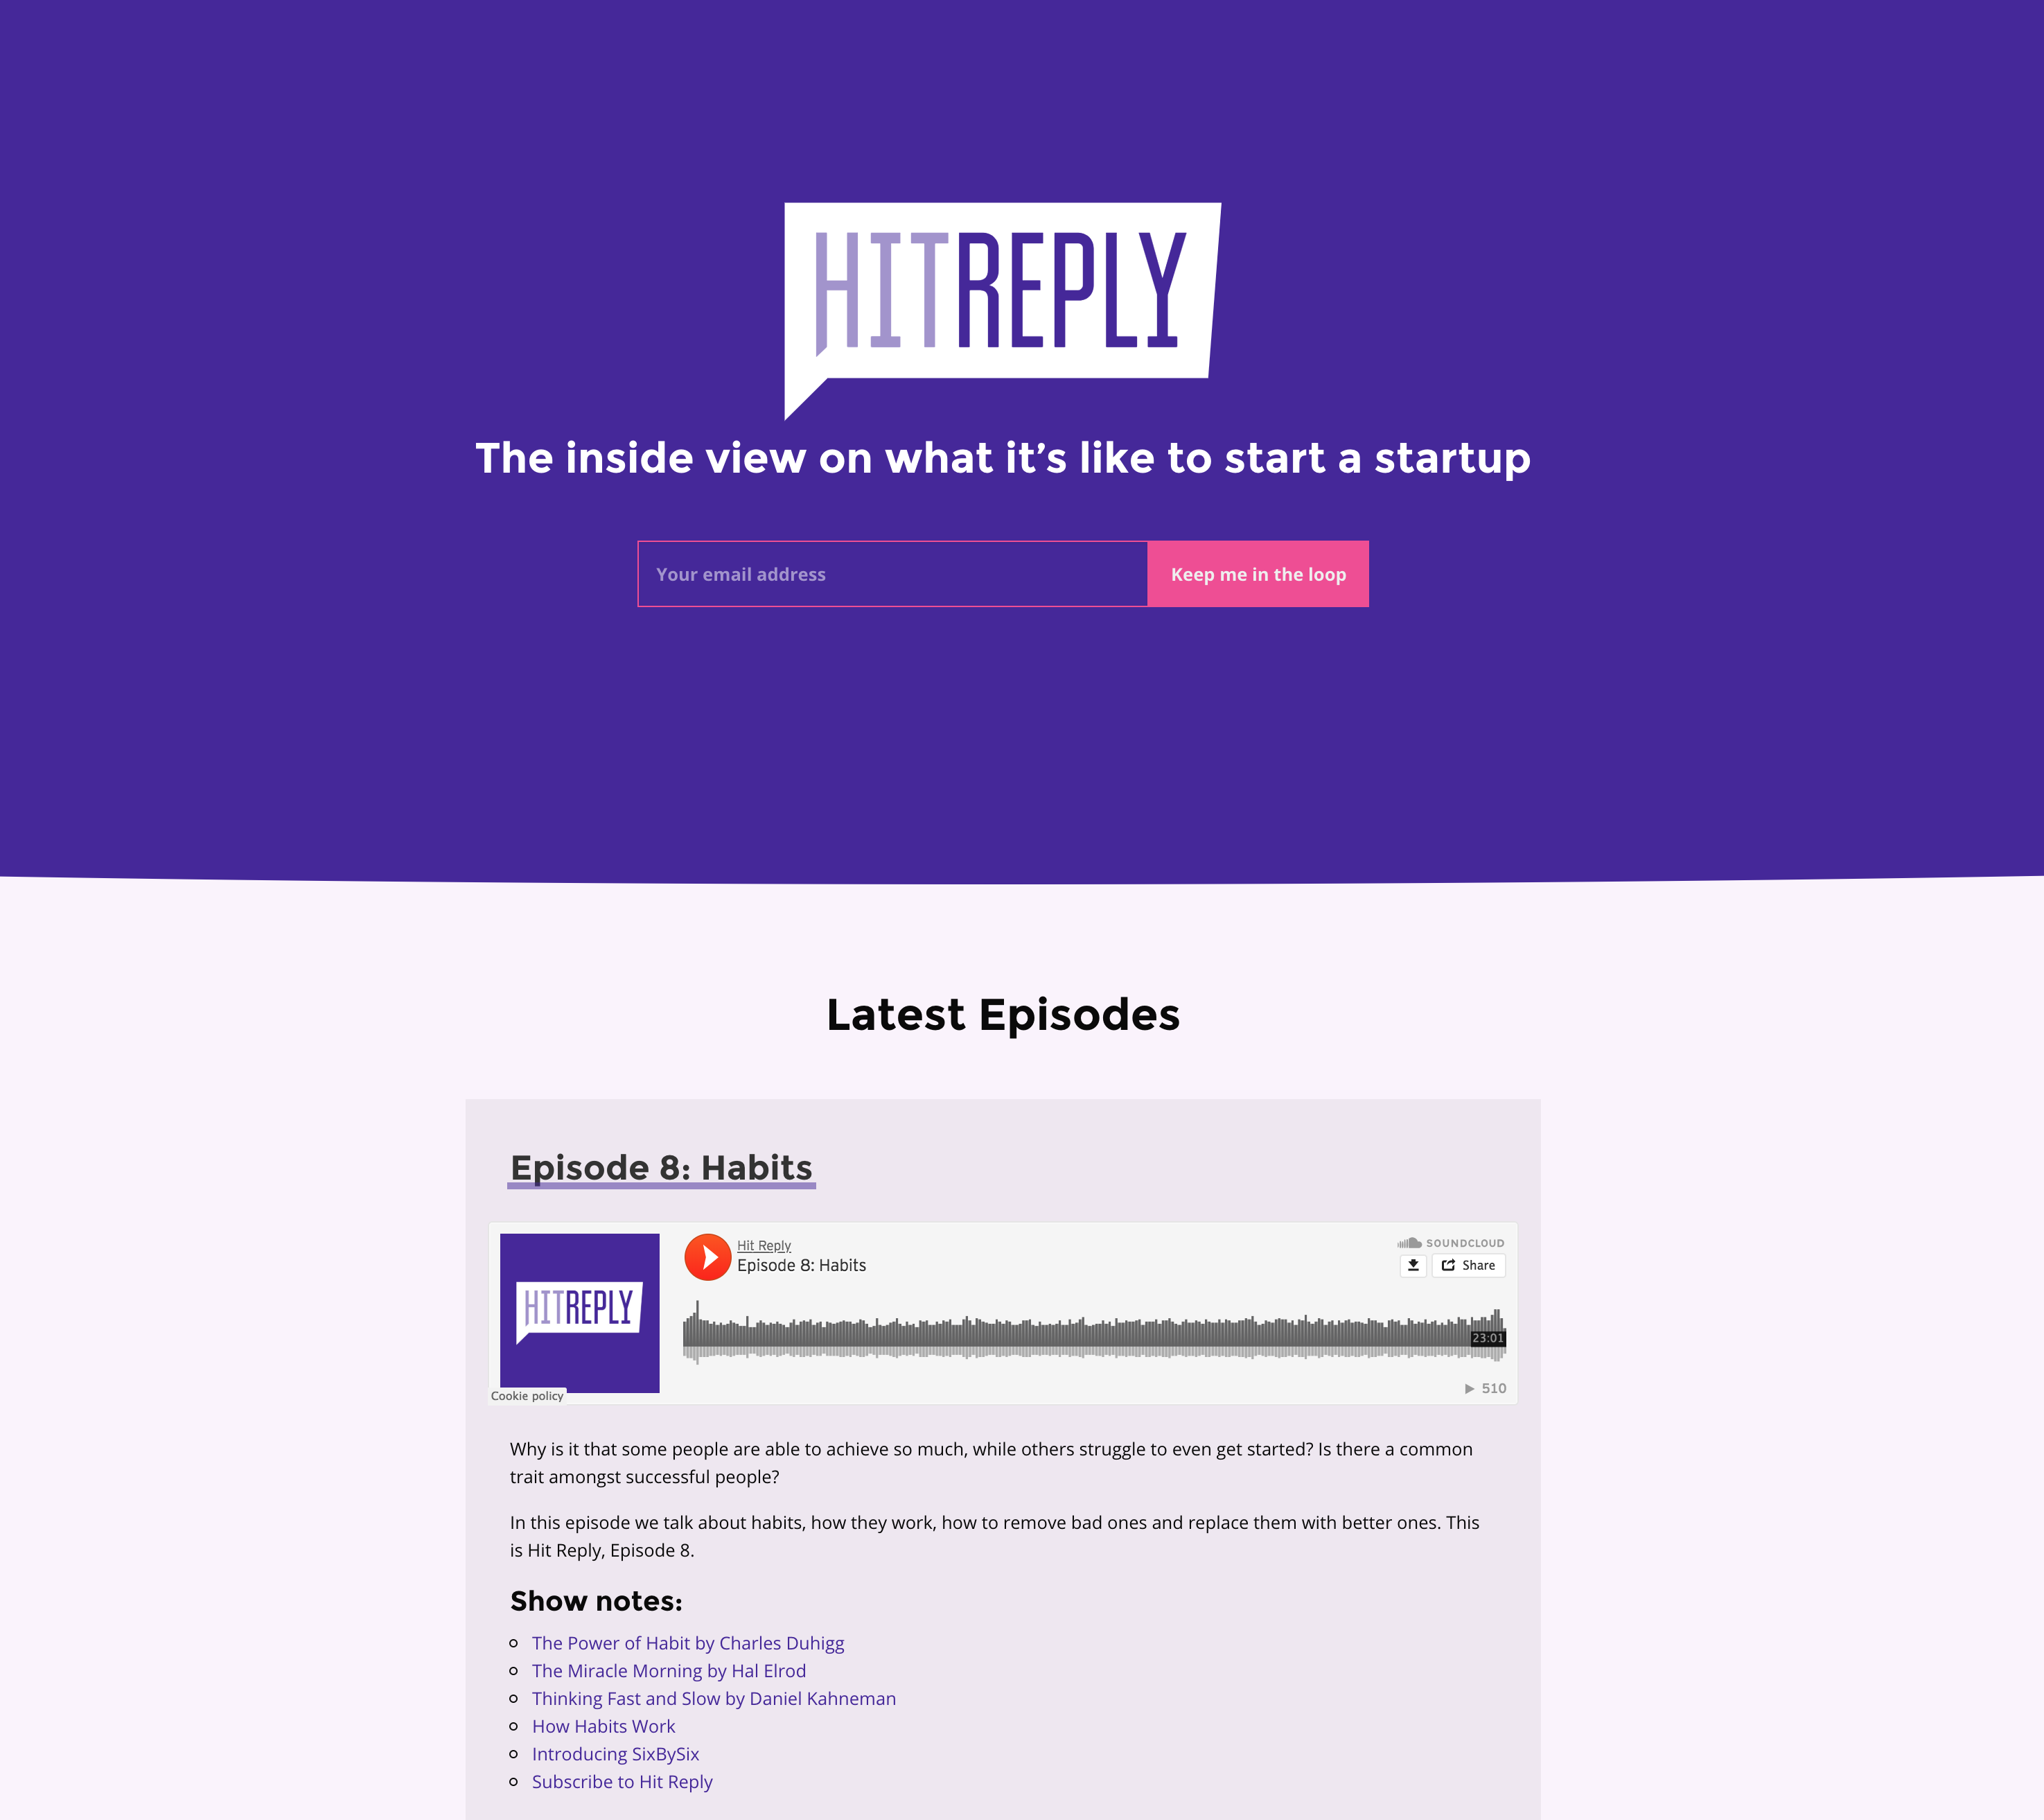 HITREPLY
The inside view on what it’s like to start a startup
Your email address
Keep me in the loop
Latest Episodes
Episode 8: Habits
HITREPLY
Hit Reply
Episode 8: Habits
SOUNDCLOUD
Share
23:01
510
Cookie policy
Why is it that some people are able to achieve so much, while others struggle to even get started? Is there a common
trait amongst successful people?
In this episode we talk about habits, how they work, how to remove bad ones and replace them with better ones. This
is Hit Reply, Episode 8.
Show notes:
The Power of Habit by Charles Duhigg
The Miracle Morning by Hal Elrod
Thinking Fast and Slow by Daniel Kahneman
How Habits Work
Introducing SixBySix
Subscribe to Hit Reply